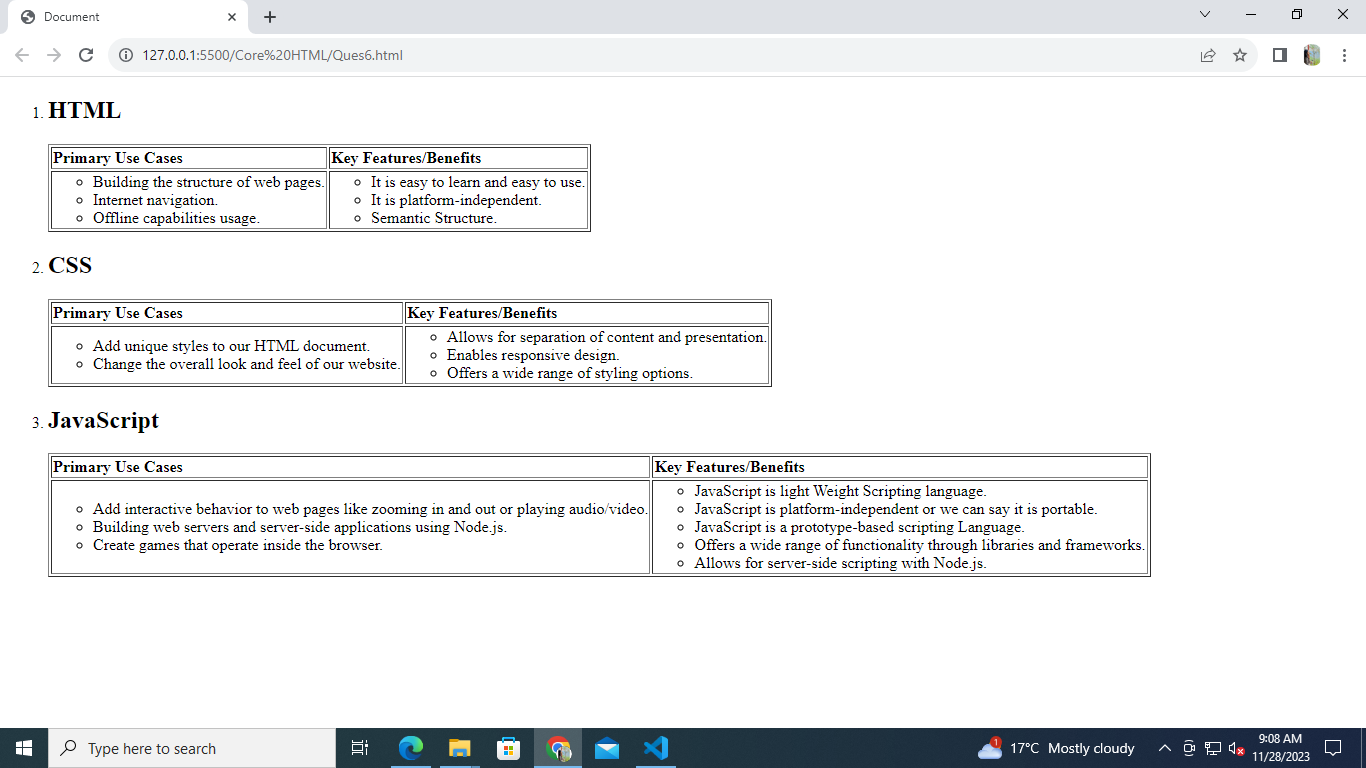 Document
127.0.0.1:5500/Core%20HTML/Ques6.html
1. HTML
Primary Use Cases Key Features/Benefits
Building the structure of web pages. It is easy to learn and easy to use.
Internet navigation. It is platform-independent.
Offline capabilities usage. Semantic Structure.
2. CSS
Primary Use Cases Key Features/Benefits
Add unique styles to our HTML document.
Change the overall look and feel of our website.
Allows for separation of content and presentation.
Enables responsive design.
Offers a wide range of styling options.
3. JavaScript
Primary Use Cases Key Features/Benefits
Add interactive behavior to web pages like zooming in and out or playing audio/video.
Building web servers and server-side applications using Node.js.
Create games that operate inside the browser.
JavaScript is light Weight Scripting language.
JavaScript is platform-independent or we can say it is portable.
JavaScript is a prototype-based scripting Language.
Offers a wide range of functionality through libraries and frameworks.
Allows for server-side scripting with Node.js.
Type here to search
1
17°C Mostly cloudy
9:08 AM
11/28/2023